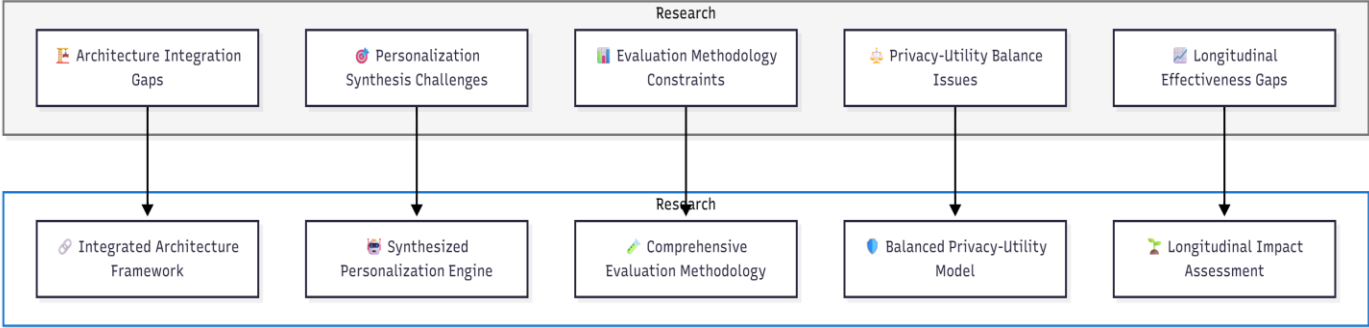 Research
Architecture Integration
Gaps
Personalization
Synthesis Challenges
Evaluation Methodology
Constraints
Privacy-Utility Balance
Issues
Longitudinal
Effectiveness Gaps
Research
Integrated Architecture
Framework
Synthesized
Personalization Engine
Comprehensive
Evaluation Methodology
Balanced Privacy-Utility
Model
Longitudinal Impact
Assessment